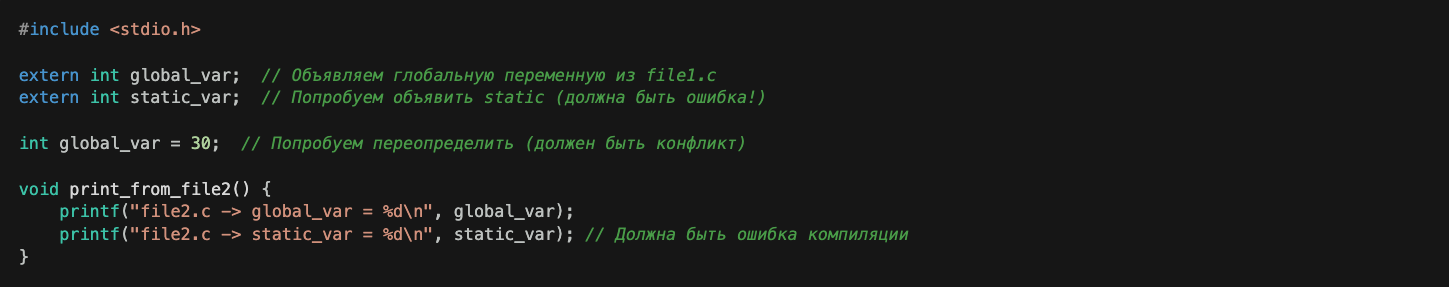 #include <stdio.h>
extern int global_var;  // Объявляем глобальную переменную из file1.c
extern int static_var;  // Попробуем объявить static (должна быть ошибка!)
int global_var = 30;  // Попробуем переопределить (должен быть конфликт)
void print_from_file2() {
    printf("file2.c -> global_var = %d\n", global_var);
    printf("file2.c -> static_var = %d\n", static_var); // Должна быть ошибка компиляции
}